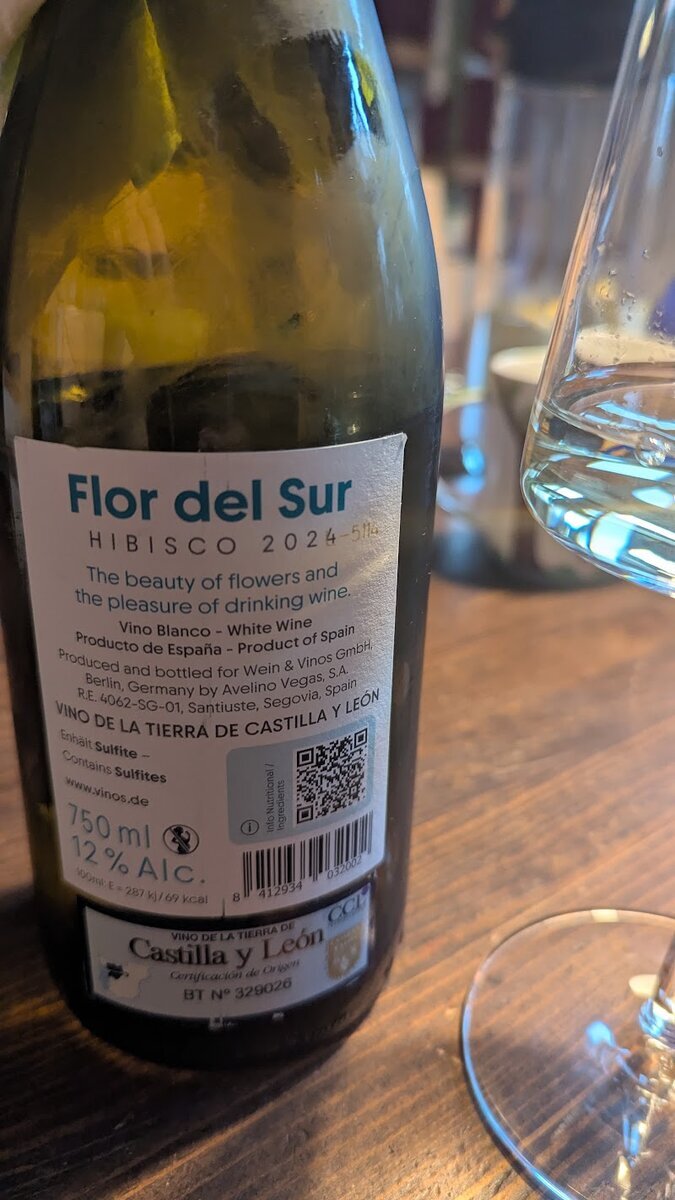 Flor del Sur
HIBISCO 2024-5114
The beauty of flowers and
the pleasure of drinking wine.
Vino Blanco - White Wine
Producto de España - Product of Spain
Produced and bottled for Wein & Vinos GmbH,
Berlin, Germany by Avelino Vegas, S.A.
R.E. 4062-SG-01, Santiuste, Segovia, Spain
VINO DE LA TIERRA DE CASTILLA Y LEÓN
Enhält Sulfite –
Contains Sulfites
www.vinos.de
Info Nutritional /
Ingredients
750 ml
12 % Alc.
100ml: E = 287 kj/69 kcal
8 412934 032002
VINO DE LA TIERRA DE
Castilla y León
Certificación de Origen
BT Nº 329026